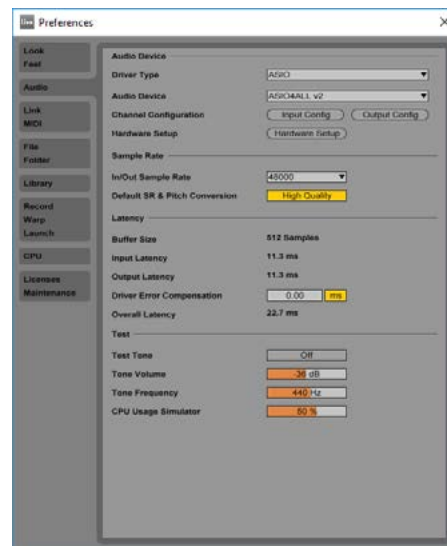 Live Preferences
Look
Feel
Audio
Link
MIDI
File
Folder
Library
Record
Warp
Launch
CPU
Licenses
Maintenance
Audio Device
Driver Type ASIO
Audio Device ASIO4ALL v2
Channel Configuration Input Config Output Config
Hardware Setup Hardware Setup
Sample Rate
In/Out Sample Rate 48000
Default SR & Pitch Conversion High Quality
Latency
Buffer Size 512 Samples
Input Latency 11.3 ms
Output Latency 11.3 ms
Driver Error Compensation 0.00 ms
Overall Latency 22.7 ms
Test
Test Tone Off
Tone Volume -36 dB
Tone Frequency 440 Hz
CPU Usage Simulator 50 %